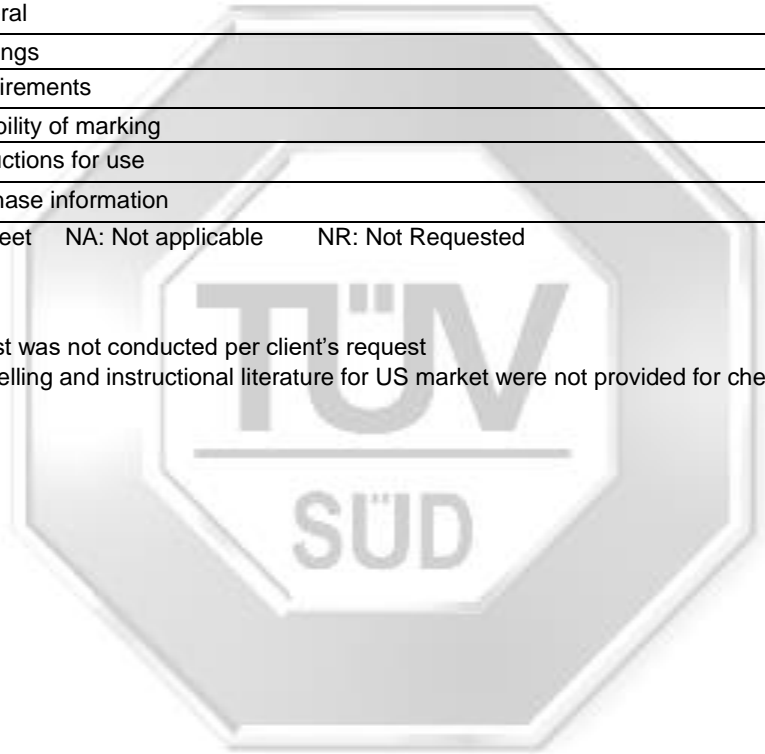 ral
ngs
irements
bility of marking
uctions for use
hase information
eet NA: Not applicable NR: Not Requested
TÜV
st was not conducted per client's request
elling and instructional literature for US market were not provided for che
SÜD